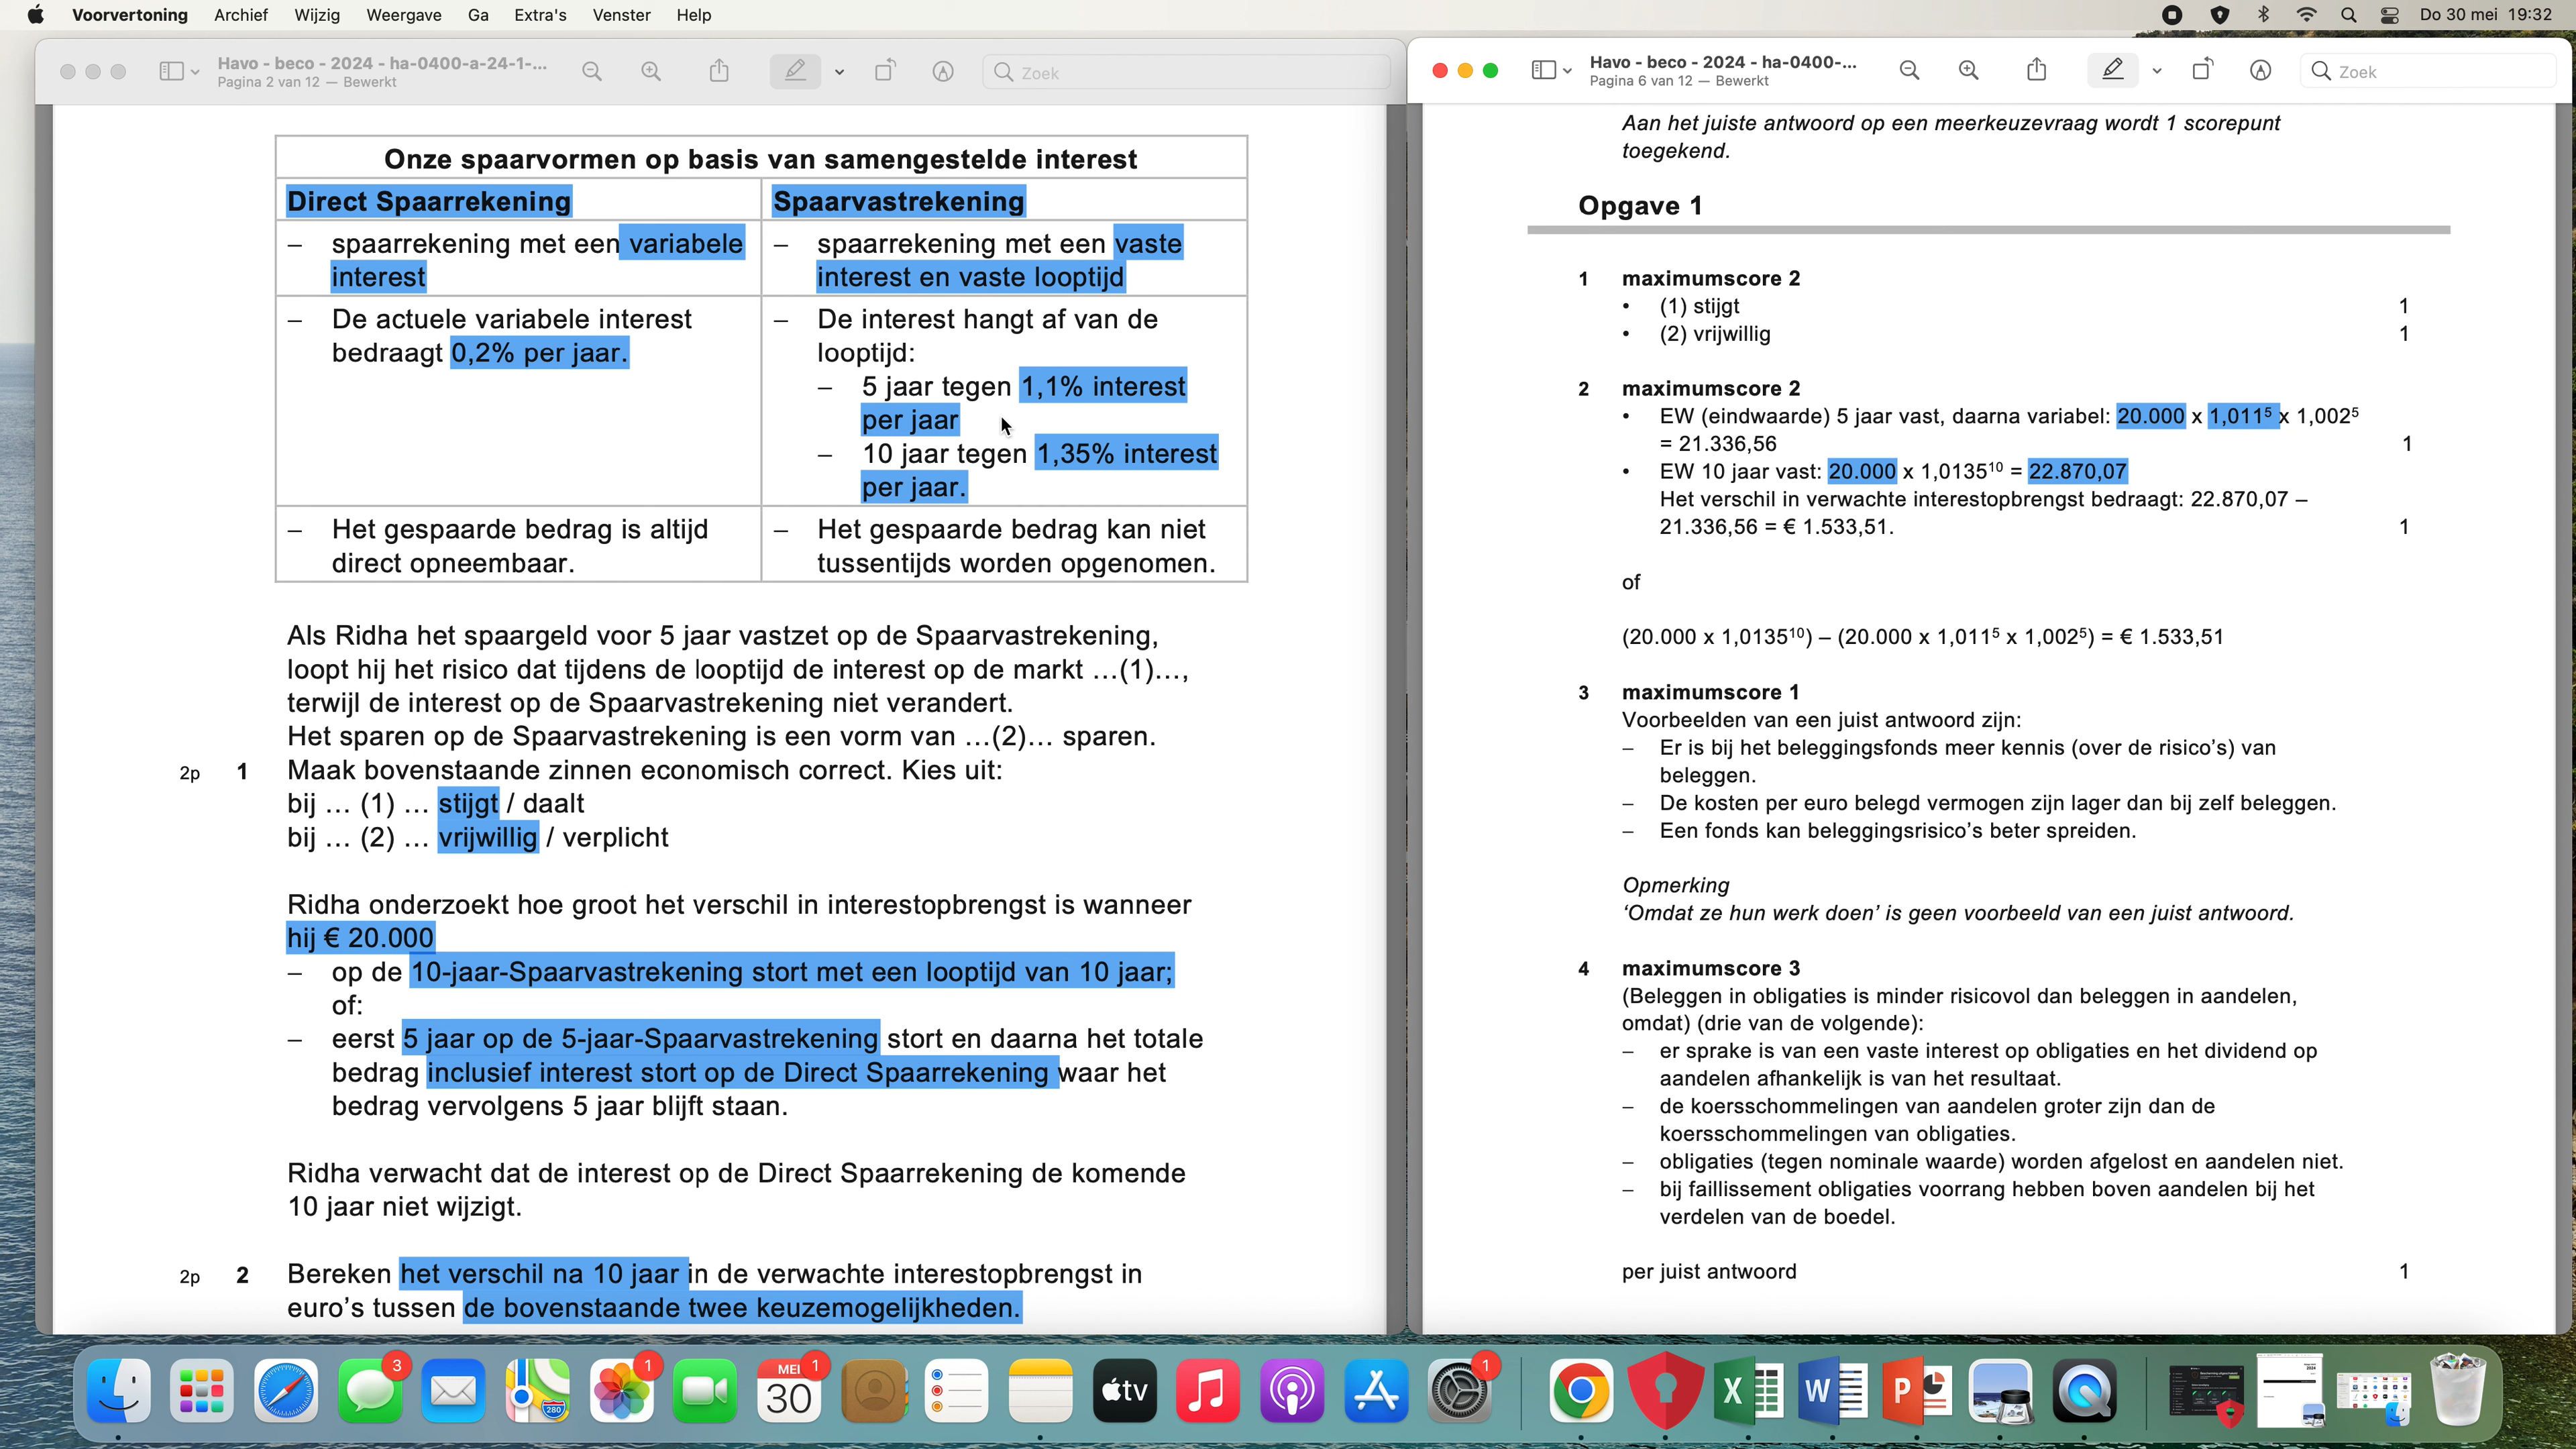 Voorvertoning Archief Wijzig Weergave Ga Extra's Venster Help Do 30 mei 19:32
Havo - beco - 2024 - ha-0400-a-24-1-...
Pagina 2 van 12 — Bewerkt
Zoek
Onze spaarvormen op basis van samengestelde interest
Direct Spaarrekening
– spaarrekening met een variabele
interest
– De actuele variabele interest
bedraagt 0,2% per jaar.
– Het gespaarde bedrag is altijd
direct opneembaar.
Spaarvastrekening
– spaarrekening met een vaste
interest en vaste looptijd
– De interest hangt af van de
looptijd:
– 5 jaar tegen 1,1% interest
per jaar
– 10 jaar tegen 1,35% interest
per jaar.
– Het gespaarde bedrag kan niet
tussentijds worden opgenomen.
Als Ridha het spaargeld voor 5 jaar vastzet op de Spaarvastrekening,
loopt hij het risico dat tijdens de looptijd de interest op de markt …(1)…,
terwijl de interest op de Spaarvastrekening niet verandert.
Het sparen op de Spaarvastrekening is een vorm van …(2)… sparen.
2p 1 Maak bovenstaande zinnen economisch correct. Kies uit:
bij … (1) … stijgt / daalt
bij … (2) … vrijwillig / verplicht
Ridha onderzoekt hoe groot het verschil in interestopbrengst is wanneer
hij € 20.000
– op de 10-jaar-Spaarvastrekening stort met een looptijd van 10 jaar;
of:
– eerst 5 jaar op de 5-jaar-Spaarvastrekening stort en daarna het totale
bedrag inclusief interest stort op de Direct Spaarrekening waar het
bedrag vervolgens 5 jaar blijft staan.
Ridha verwacht dat de interest op de Direct Spaarrekening de komende
10 jaar niet wijzigt.
2p 2 Bereken het verschil na 10 jaar in de verwachte interestopbrengst in
euro's tussen de bovenstaande twee keuzemogelijkheden.
Havo - beco - 2024 - ha-0400-...
Pagina 6 van 12 — Bewerkt
Zoek
Aan het juiste antwoord op een meerkeuzevraag wordt 1 scorepunt
toegekend.
Opgave 1
1 maximumscore 2
• (1) stijgt 1
• (2) vrijwillig 1
2 maximumscore 2
• EW (eindwaarde) 5 jaar vast, daarna variabel: 20.000 x 1,011⁵ x 1,002⁵
= 21.336,56 1
• EW 10 jaar vast: 20.000 x 1,0135¹⁰ = 22.870,07
Het verschil in verwachte interestopbrengst bedraagt: 22.870,07 –
21.336,56 = € 1.533,51. 1
of
(20.000 x 1,0135¹⁰) – (20.000 x 1,011⁵ x 1,002⁵) = € 1.533,51
3 maximumscore 1
Voorbeelden van een juist antwoord zijn:
– Er is bij het beleggingsfonds meer kennis (over de risico's) van
beleggen.
– De kosten per euro belegd vermogen zijn lager dan bij zelf beleggen.
– Een fonds kan beleggingsrisico's beter spreiden.
Opmerking
'Omdat ze hun werk doen' is geen voorbeeld van een juist antwoord.
4 maximumscore 3
(Beleggen in obligaties is minder risicovol dan beleggen in aandelen,
omdat) (drie van de volgende):
– er sprake is van een vaste interest op obligaties en het dividend op
aandelen afhankelijk is van het resultaat.
– de koersschommelingen van aandelen groter zijn dan de
koersschommelingen van obligaties.
– obligaties (tegen nominale waarde) worden afgelost en aandelen niet.
– bij faillissement obligaties voorrang hebben boven aandelen bij het
verdelen van de boedel.
per juist antwoord 1
3
280
1
MEI 1
30
tv
1
X
W
P